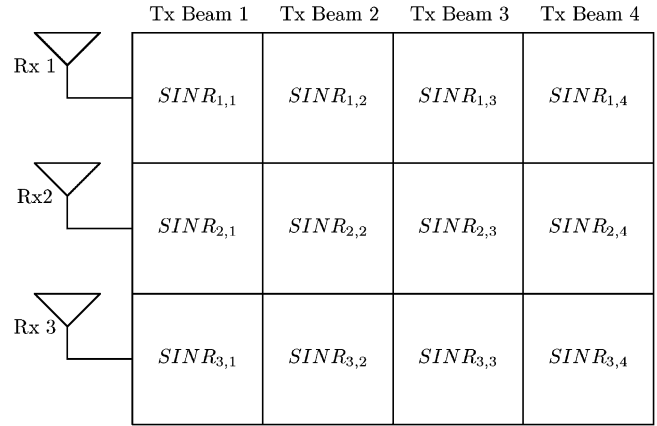 Tx Beam 1 Tx Beam 2 Tx Beam 3 Tx Beam 4
Rx 1 SINR1,1 SINR1,2 SINR1,3 SINR1,4
Rx2 SINR2,1 SINR2,2 SINR2,3 SINR2,4
Rx 3 SINR3,1 SINR3,2 SINR3,3 SINR3,4